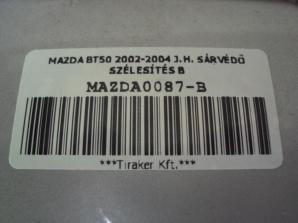 MAZDA BT50 2002-2004 J.H. SÁRVÉDŐ
SZÉLESÍTÉS B
MAZDA0087-B
***Tiraker Kft.***